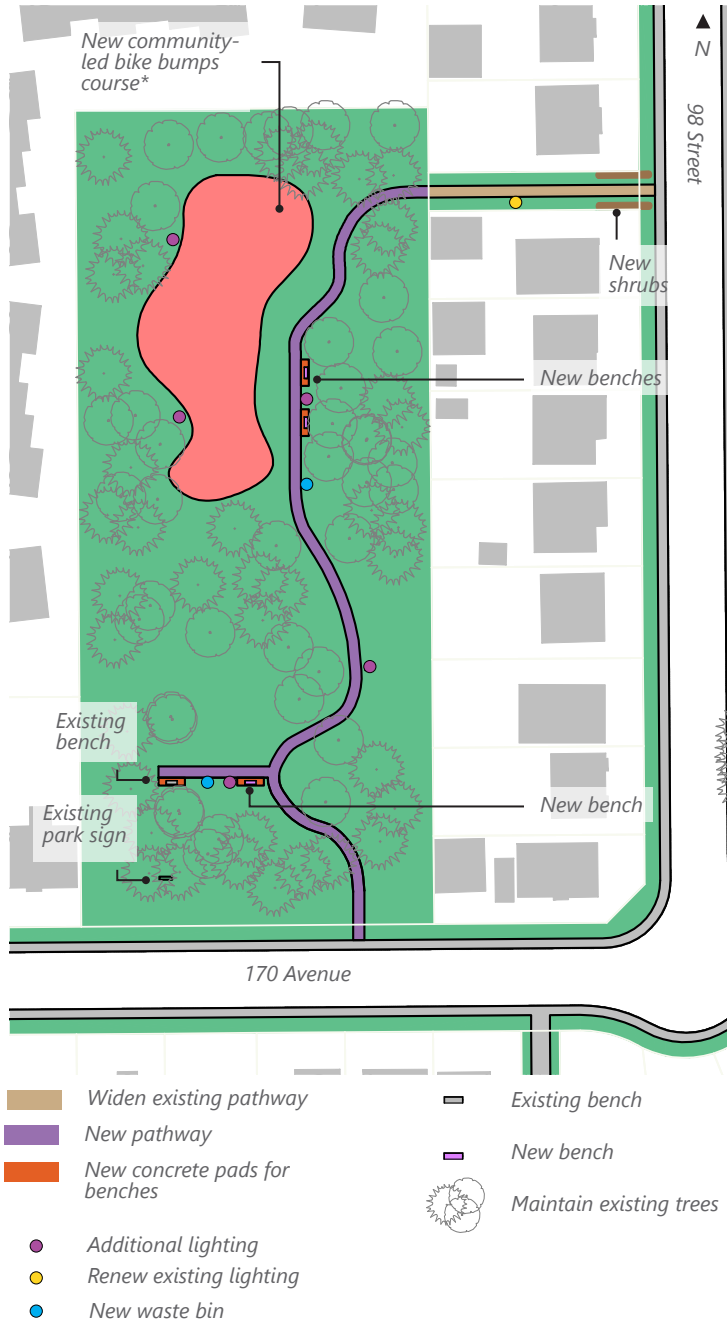 New community-
led bike bumps
course*
N
98 Street
New
shrubs
New benches
Existing
bench
New bench
Existing
park sign
170 Avenue
Widen existing pathway
New pathway
New concrete pads for
benches
Additional lighting
Renew existing lighting
New waste bin
Existing bench
New bench
Maintain existing trees